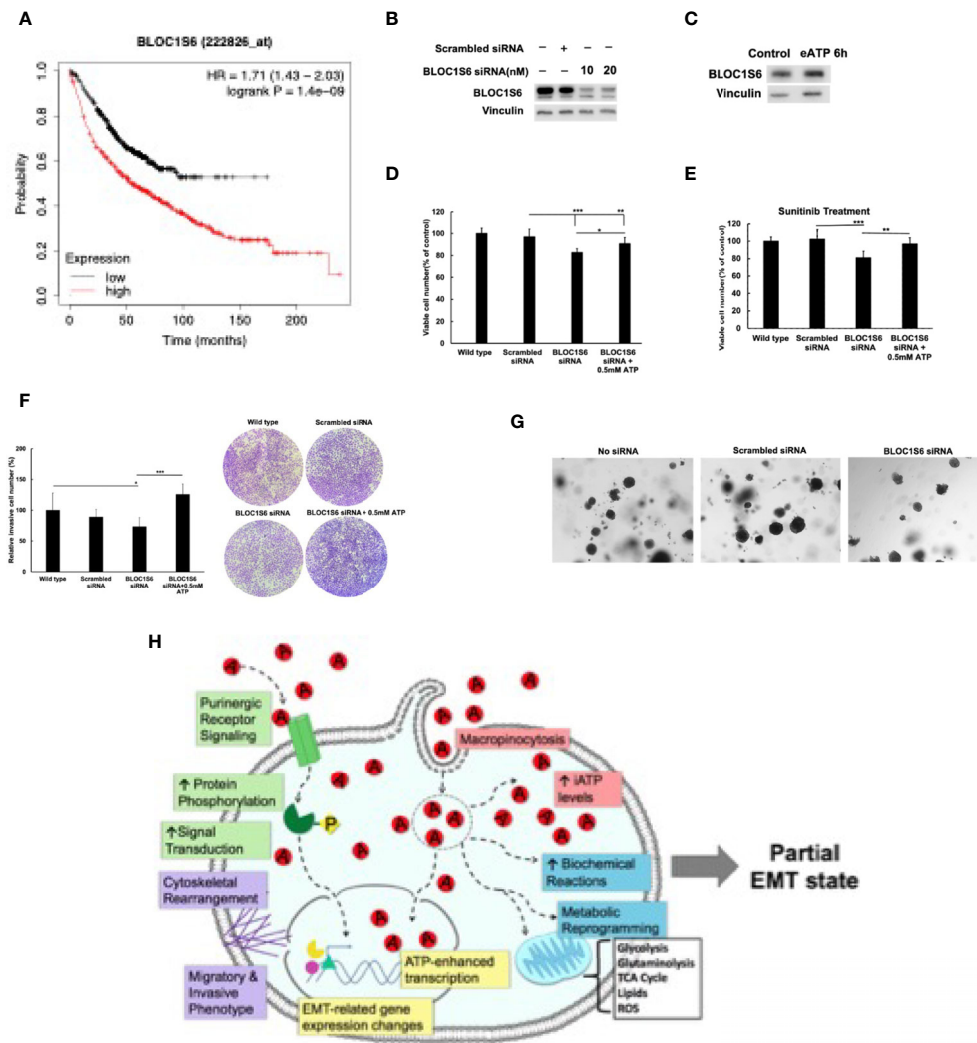 A
BLOC1S6 (222826_at)
HR = 1.71 (1.43 – 2.03)
logrank P = 1.4e–09
Probability
1.0
0.8
0.6
0.4
0.2
0.0
Expression
low
high
0 50 100 150 200
Time (months)
B
Scrambled siRNA – + – –
BLOC1S6 siRNA(nM) – – 10 20
BLOC1S6
Vinculin
C
Control eATP 6h
BLOC1S6
Vinculin
D
Viable cell number(% of control)
120
100
80
60
40
20
0
*** **
*
Wild type
Scrambled siRNA
BLOC1S6 siRNA
BLOC1S6 siRNA + 0.5mM ATP
E
Sunitinib Treatment
Viable cell number(% of control)
120
100
80
60
40
20
0
***
**
Wild type
Scrambled siRNA
BLOC1S6 siRNA
BLOC1S6 siRNA + 0.5mM ATP
F
Relative invasive cell number (%)
200
150
100
50
0
***
*
Wild type
Scrambled siRNA
BLOC1S6 siRNA
BLOC1S6 siRNA+0.5mM ATP
Wild type
Scrambled siRNA
BLOC1S6 siRNA
BLOC1S6 siRNA+ 0.5mM ATP
G
No siRNA
Scrambled siRNA
BLOC1S6 siRNA
H
Purinergic
Receptor
Signaling
↑ Protein
Phosphorylation
↑Signal
Transduction
Cytoskeletal
Rearrangement
Migratory &
Invasive
Phenotype
P
A
Macropinocytosis
↑ iATP
levels
↑ Biochemical
Reactions
Metabolic
Reprogramming
Glycolysis
Glutaminolysis
TCA Cycle
Lipids
ROS
ATP-enhanced
transcription
EMT-related gene
expression changes
Partial
EMT state